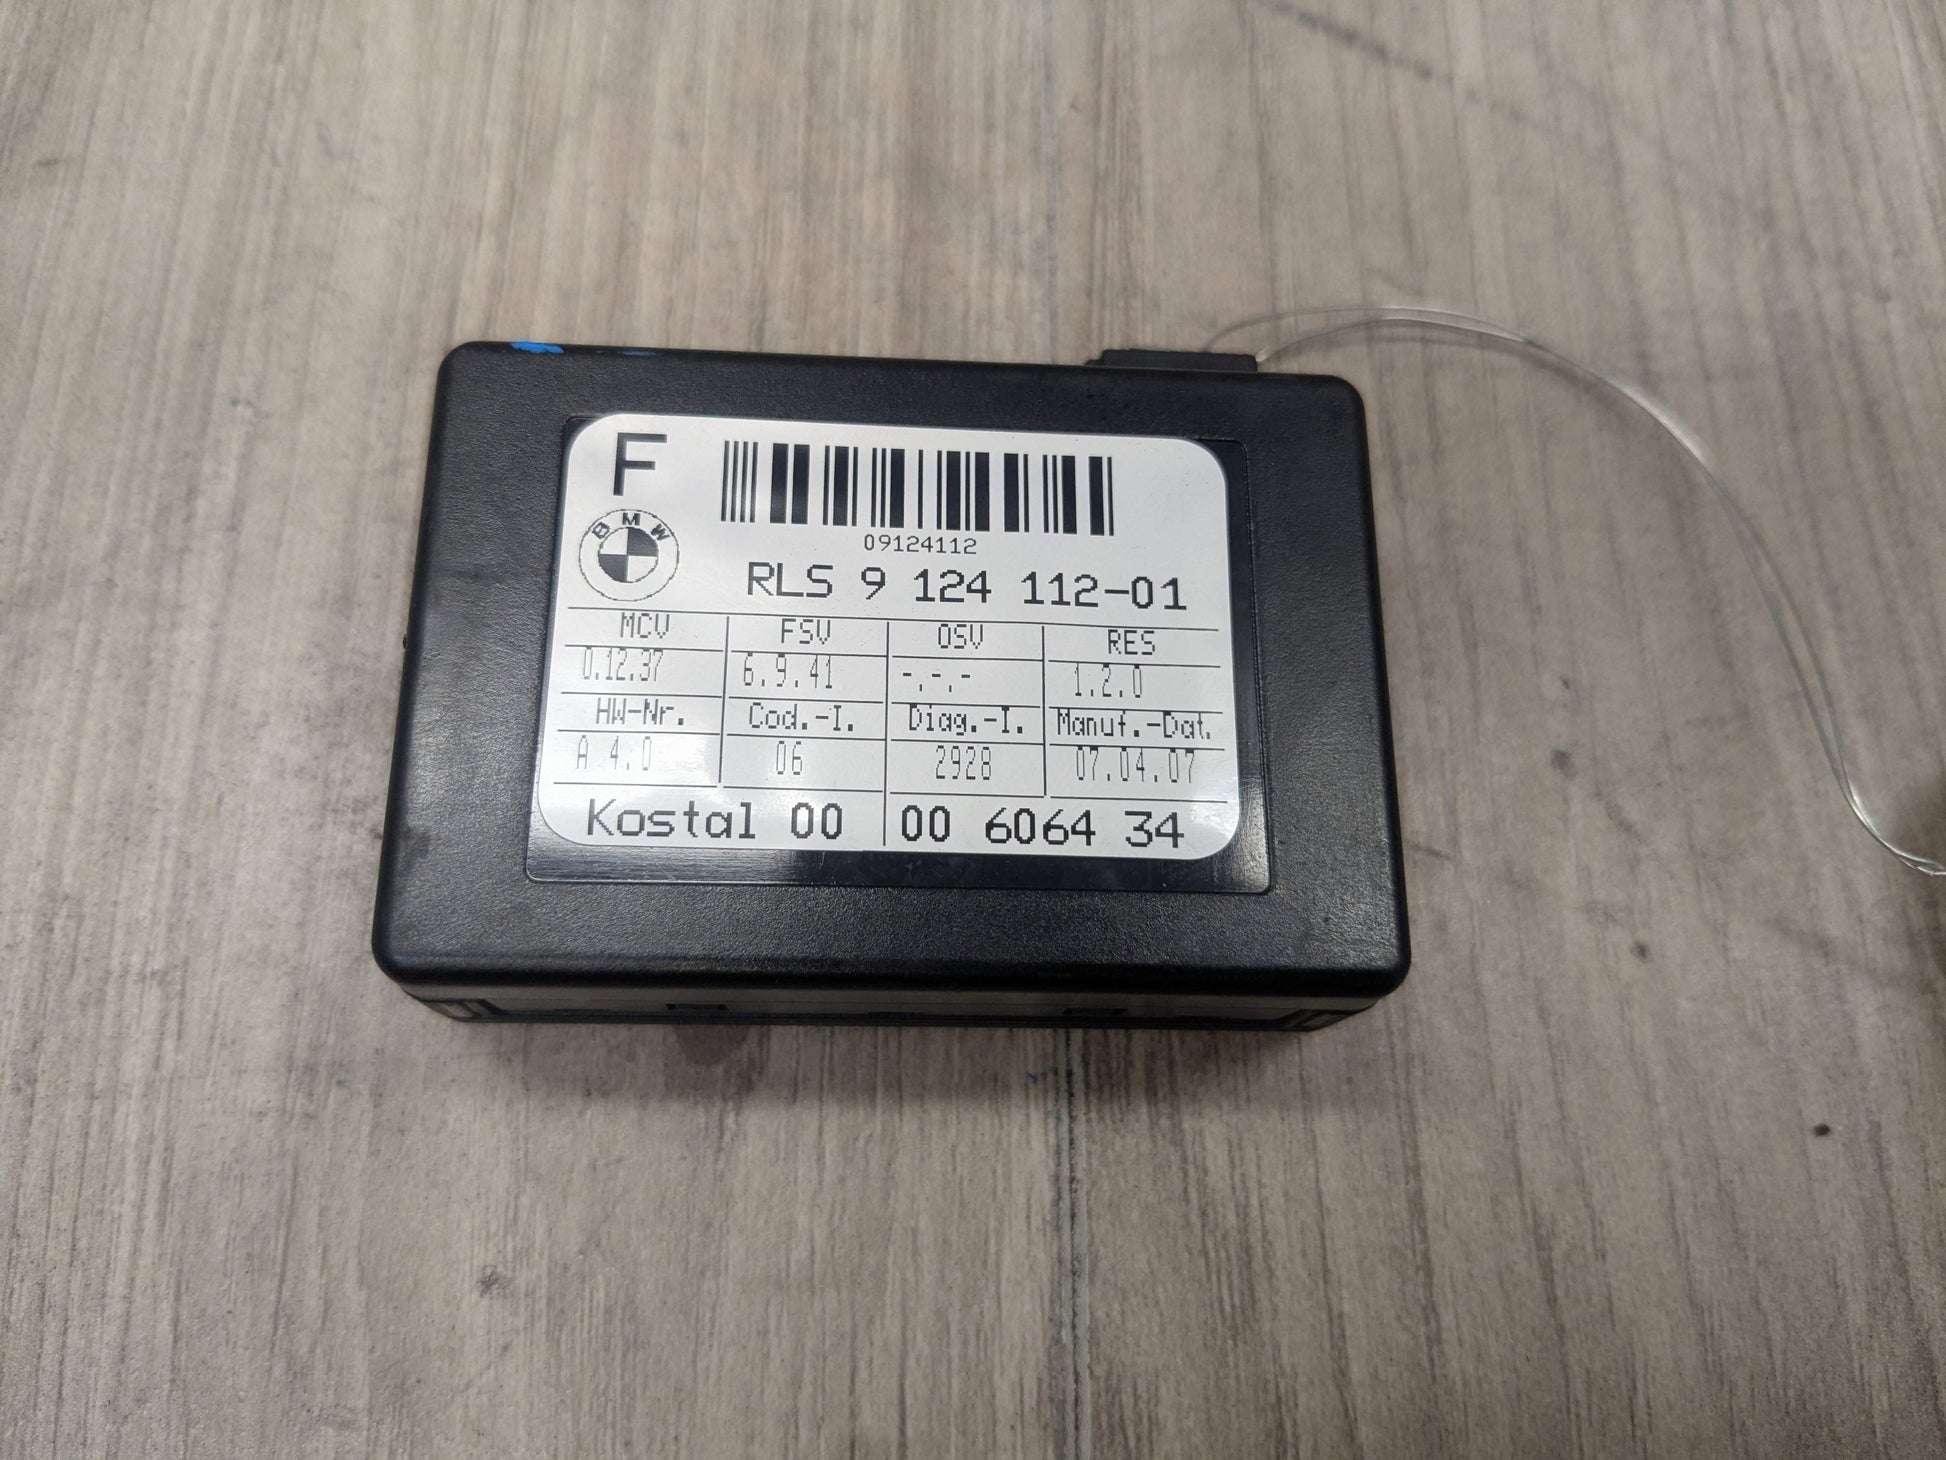 F
09124112
BMW
RLS 9 124 112-01
MCV FSV OSV RES
0.12.37 6.9.41 -.-.- 1.2.0
HW-Nr. Cod.-I. Diag.-I. Manuf.-Dat.
A 4.0 06 2928 07.04.07
Kostal 00 00 6064 34